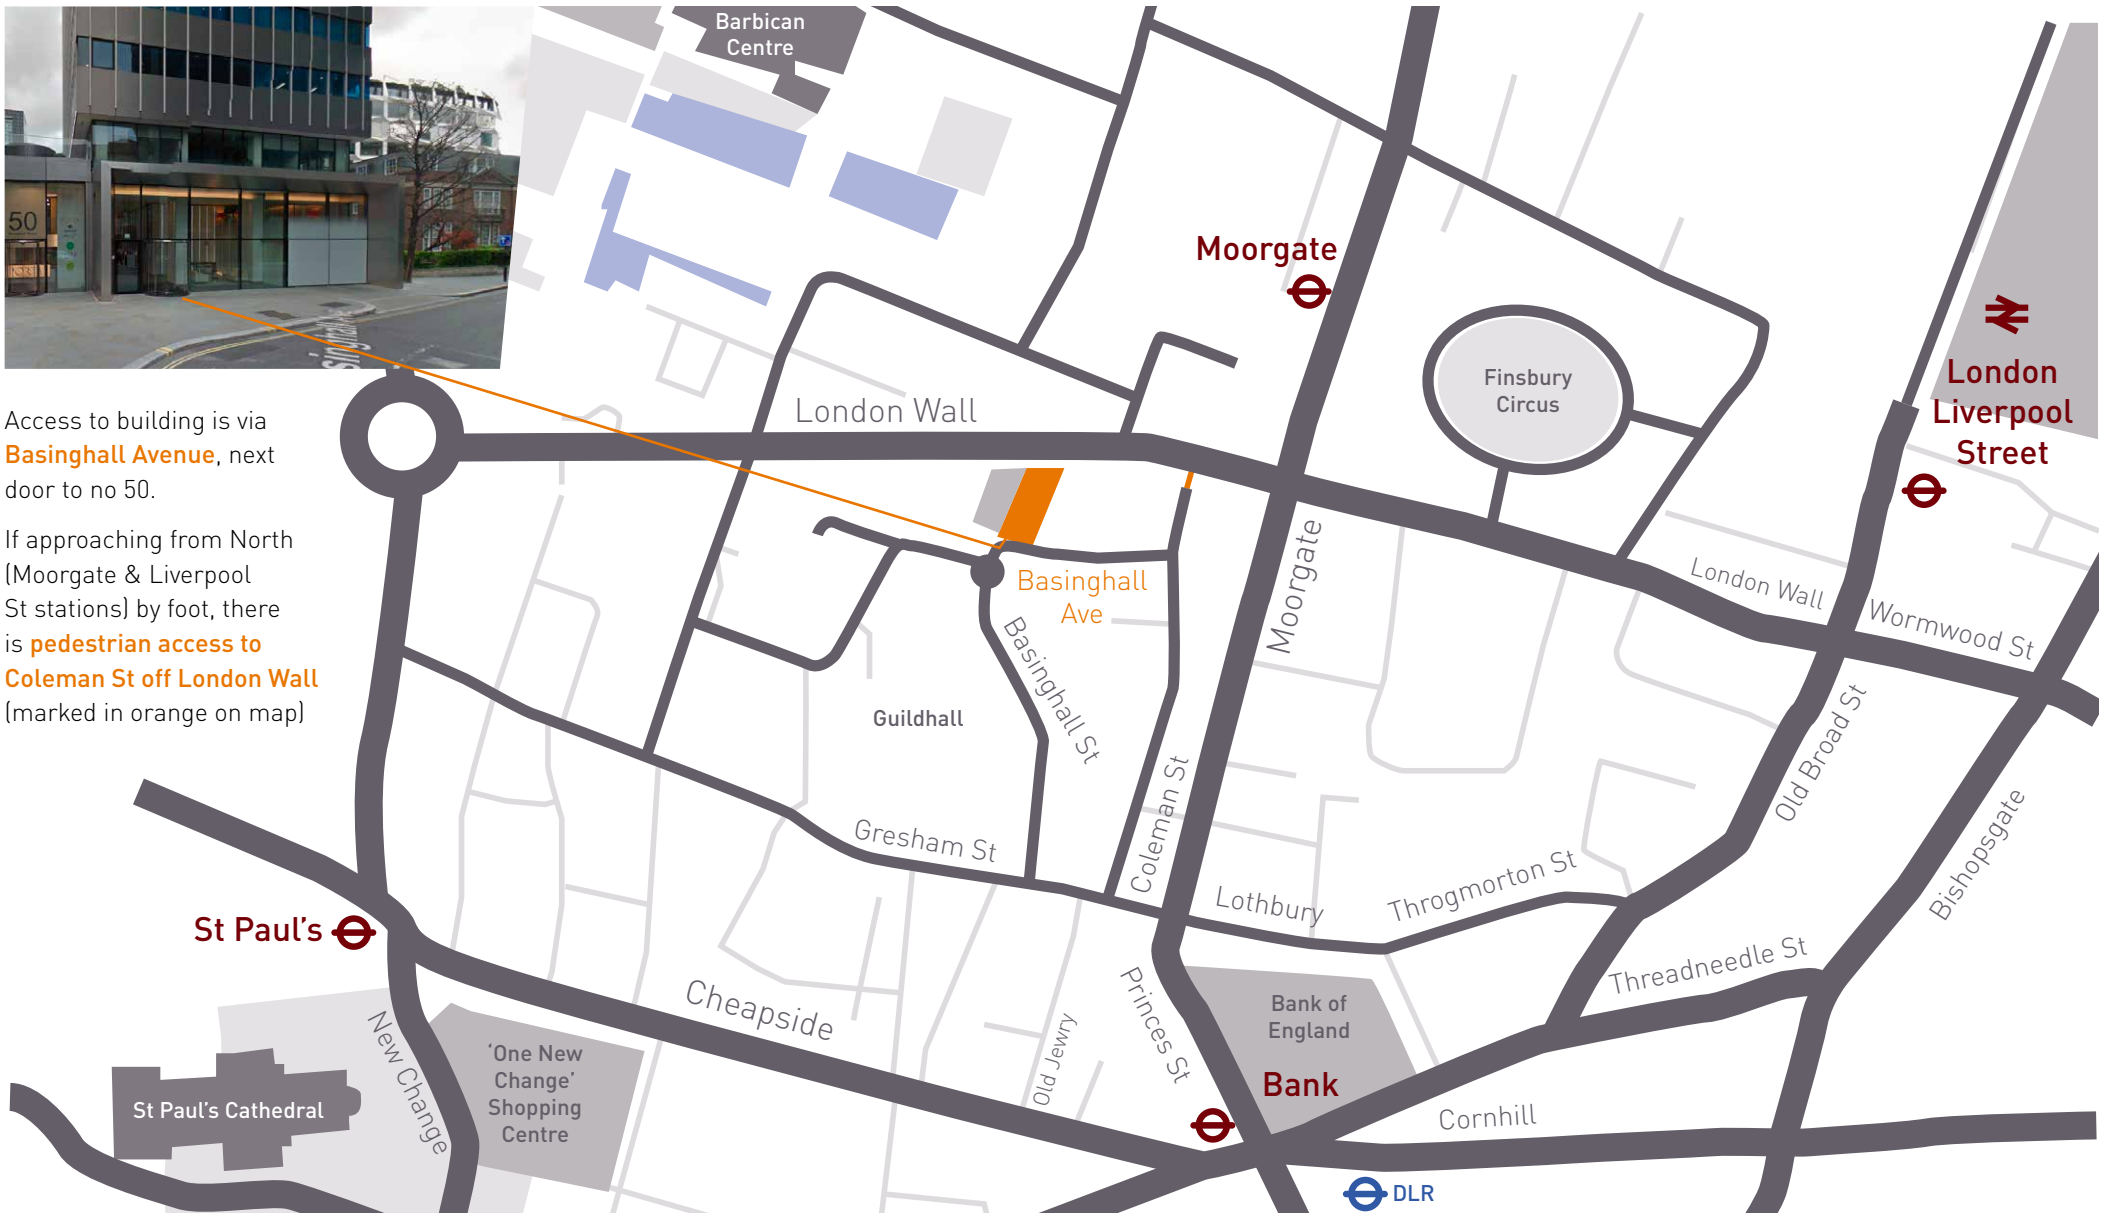 Barbican
Centre
50
singhall
Moorgate
Finsbury
Circus
London
Liverpool
Street
London Wall
Access to building is via
Basinghall Avenue, next
door to no 50.
If approaching from North
(Moorgate & Liverpool
St stations) by foot, there
is pedestrian access to
Coleman St off London Wall
(marked in orange on map)
Basinghall
Ave
Moorgate
London Wall
Wormwood St
Basinghall St
Guildhall
Coleman St
Old Broad St
Bishopsgate
Gresham St
Lothbury
Throgmorton St
Threadneedle St
St Paul's
Cheapside
Princes St
Bank of
England
Bank
Old Jewry
New Change
'One New
Change'
Shopping
Centre
St Paul's Cathedral
Cornhill
DLR